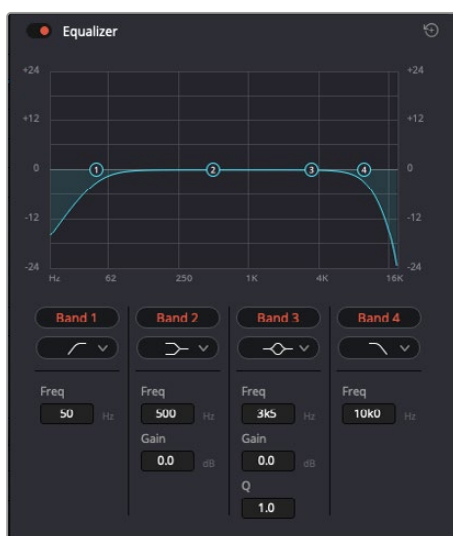 Equalizer
+24 +24
+12 +12
0 1 2 3 4 0
-12 -12
-24 -24
Hz 62 250 1K 4K 16K
Band 1 Band 2 Band 3 Band 4
Freq Freq Freq Freq
50 Hz 500 Hz 3k5 Hz 10k0 Hz
Gain Gain
0.0 dB 0.0 dB
Q
1.0